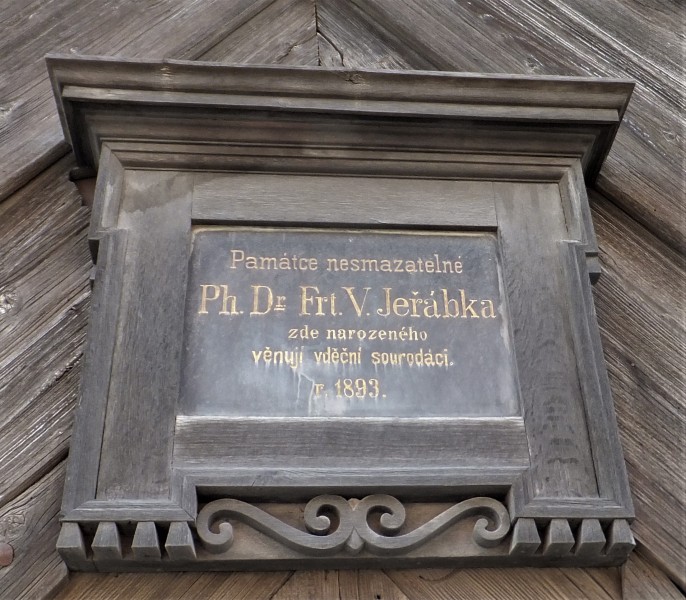 Památce nesmazatelné
Ph. Dr Frt. V. Jeřábka
zde narozeného
věnují vděční sourodáci.
r. 1893.